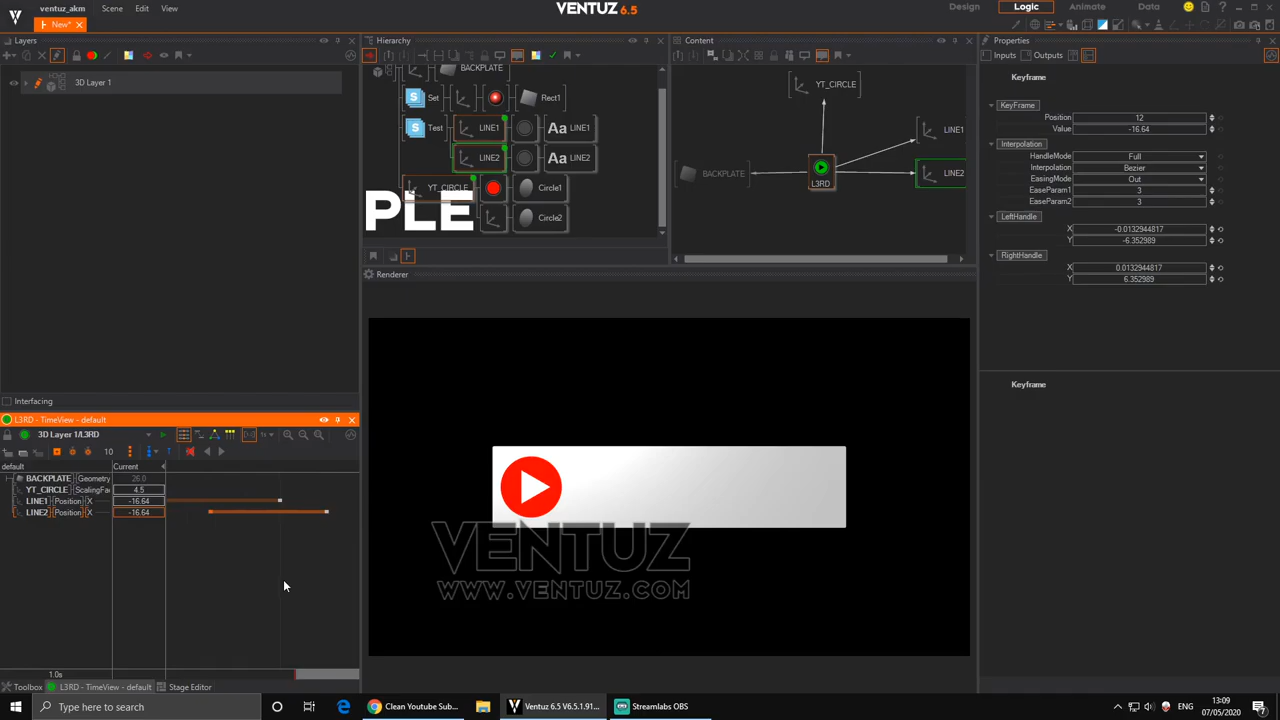 ventuz_akm Scene Edit View
VENTUZ 6.5
Design Logic Animate Data
New*
Layers
Hierarchy
Content
Properties
Inputs Outputs
3D Layer 1
BACKPLATE
Set Rect1
Test LINE1 Aa LINE1
LINE2 Aa LINE2
YT_CIRCLE Circle1
Circle2
PLE
YT_CIRCLE
LINE1
BACKPLATE
L3RD
LINE2
Keyframe
KeyFrame
Position 12
Value -16.64
Interpolation
HandleMode Full
Interpolation Bezier
EasingMode Out
EaseParam1 3
EaseParam2 3
LeftHandle
X -0.0132944817
Y -6.352989
RightHandle
X 0.0132944817
Y 6.352989
Keyframe
Renderer
VENTUZ
WWW.VENTUZ.COM
Interfacing
L3RD - TimeView - default
3D Layer 1/L3RD
10
default Current
BACKPLATE Geometry 26.0
YT_CIRCLE ScalingFa 4.5
LINE1 Position X -16.64
LINE2 Position X -16.64
1.0s
Toolbox L3RD - TimeView - default Stage Editor
Type here to search
Clean Youtube Sub...
Ventuz 6.5 V6.5.1.91...
Streamlabs OBS
ENG
13:09
07/05/2020